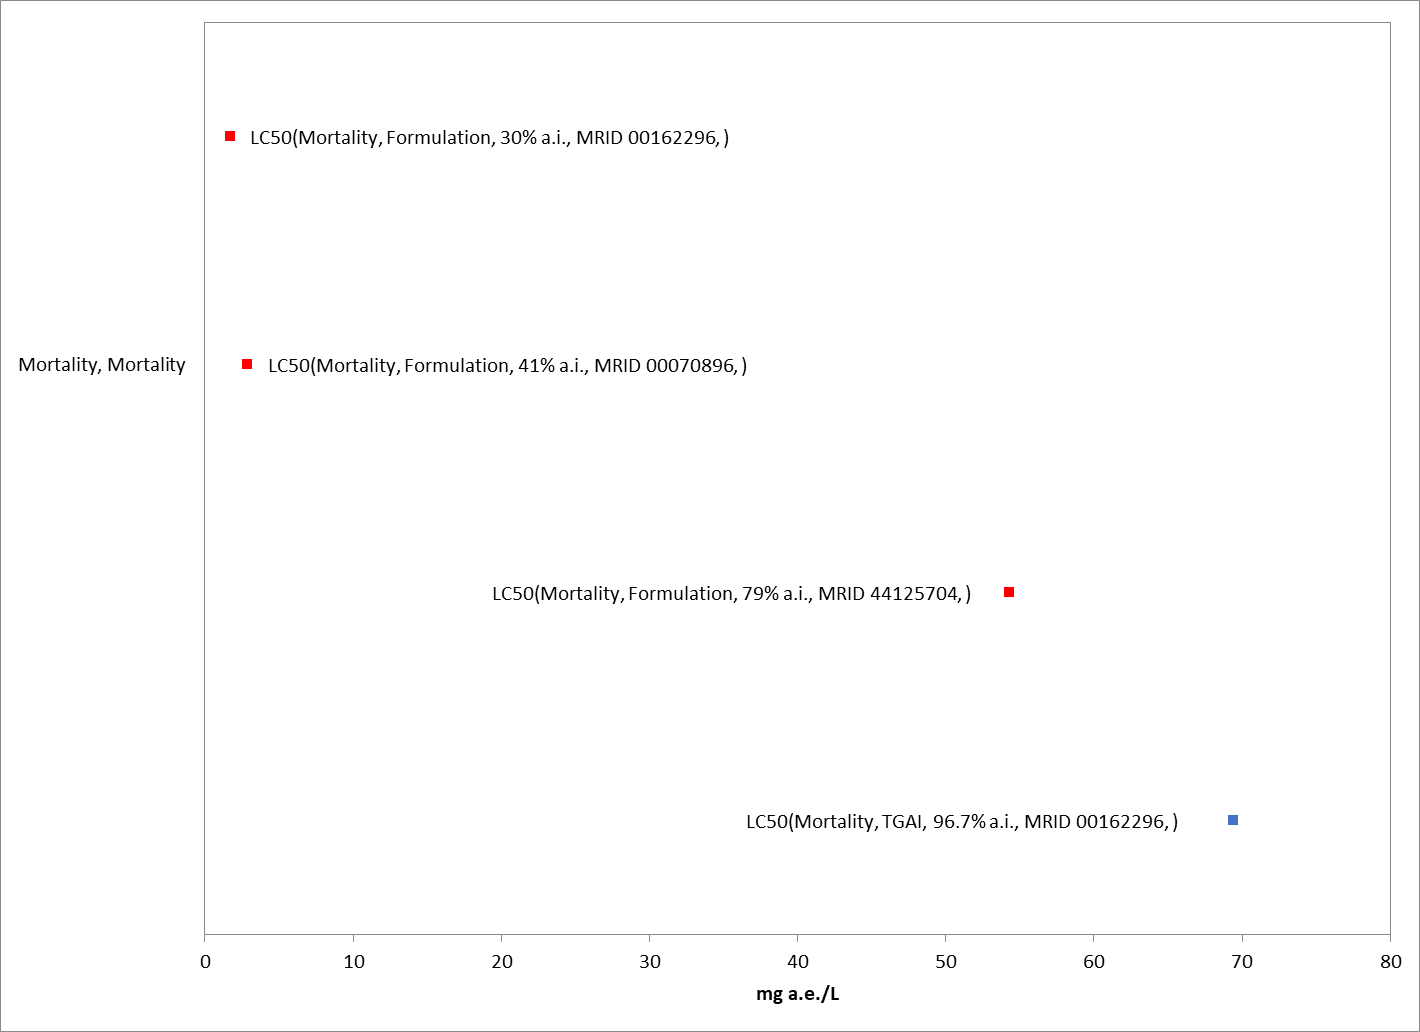 LC50(Mortality, Formulation, 30% a.i., MRID 00162296, )
Mortality, Mortality
LC50(Mortality, Formulation, 41% a.i., MRID 00070896, )
LC50(Mortality, Formulation, 79% a.i., MRID 44125704, )
LC50(Mortality, TGAI, 96.7% a.i., MRID 00162296, )
0 10 20 30 40 50 60 70 80
mg a.e./L